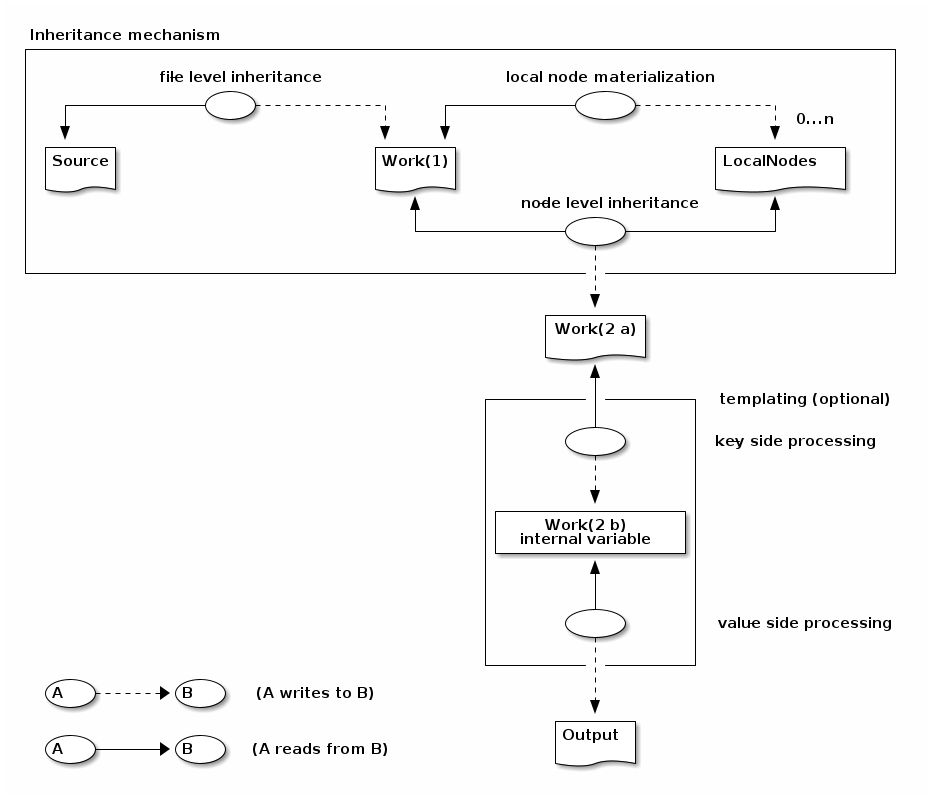 Inheritance mechanism
file level inheritance
local node materialization
0...n
Source
Work(1)
LocalNodes
node level inheritance
Work(2 a)
templating (optional)
key side processing
Work(2 b)
internal variable
value side processing
A
B
(A writes to B)
Output
A
B
(A reads from B)